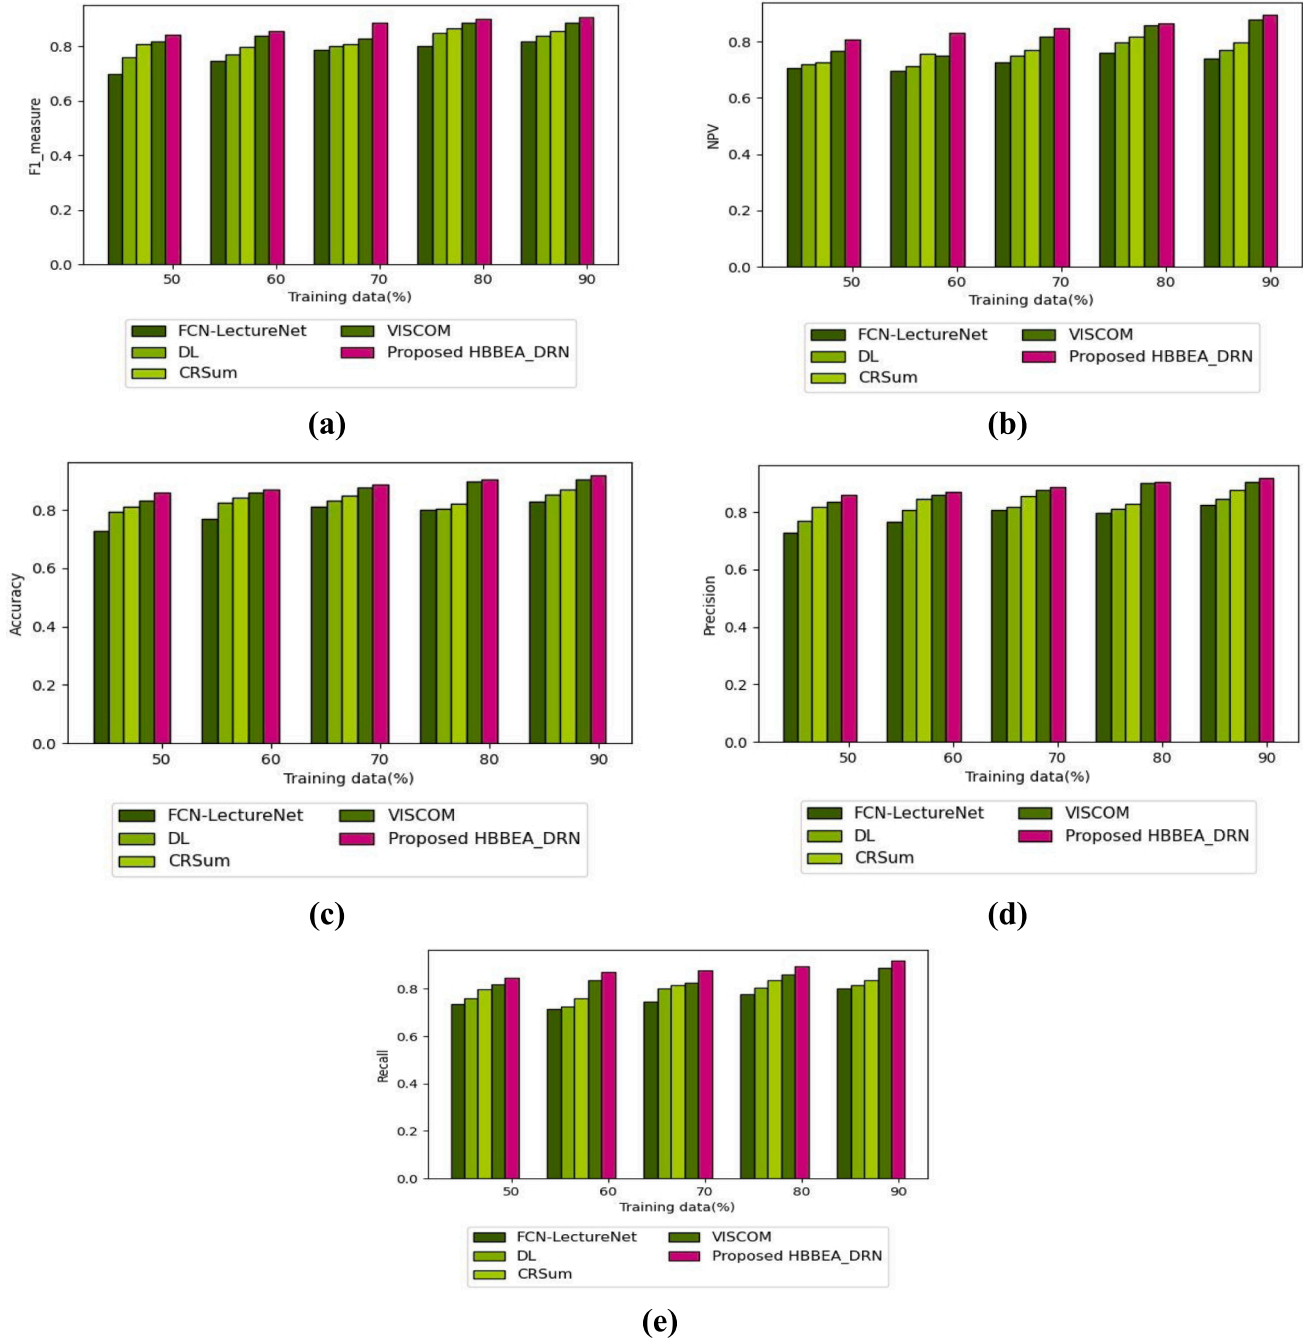 0.8
0.6
0.4
0.2
0.0
F1_measure
50 60 70 80 90
Training data(%)
FCN-LectureNet VISCOM
DL Proposed HBBEA_DRN
CRSum
(a)
0.8
0.6
0.4
0.2
0.0
NPV
50 60 70 80 90
Training data(%)
FCN-LectureNet VISCOM
DL Proposed HBBEA_DRN
CRSum
(b)
0.8
0.6
0.4
0.2
0.0
Accuracy
50 60 70 80 90
Training data(%)
FCN-LectureNet VISCOM
DL Proposed HBBEA_DRN
CRSum
(c)
0.8
0.6
0.4
0.2
0.0
Precision
50 60 70 80 90
Training data(%)
FCN-LectureNet VISCOM
DL Proposed HBBEA_DRN
CRSum
(d)
0.8
0.6
0.4
0.2
0.0
Recall
50 60 70 80 90
Training data(%)
FCN-LectureNet VISCOM
DL Proposed HBBEA_DRN
CRSum
(e)